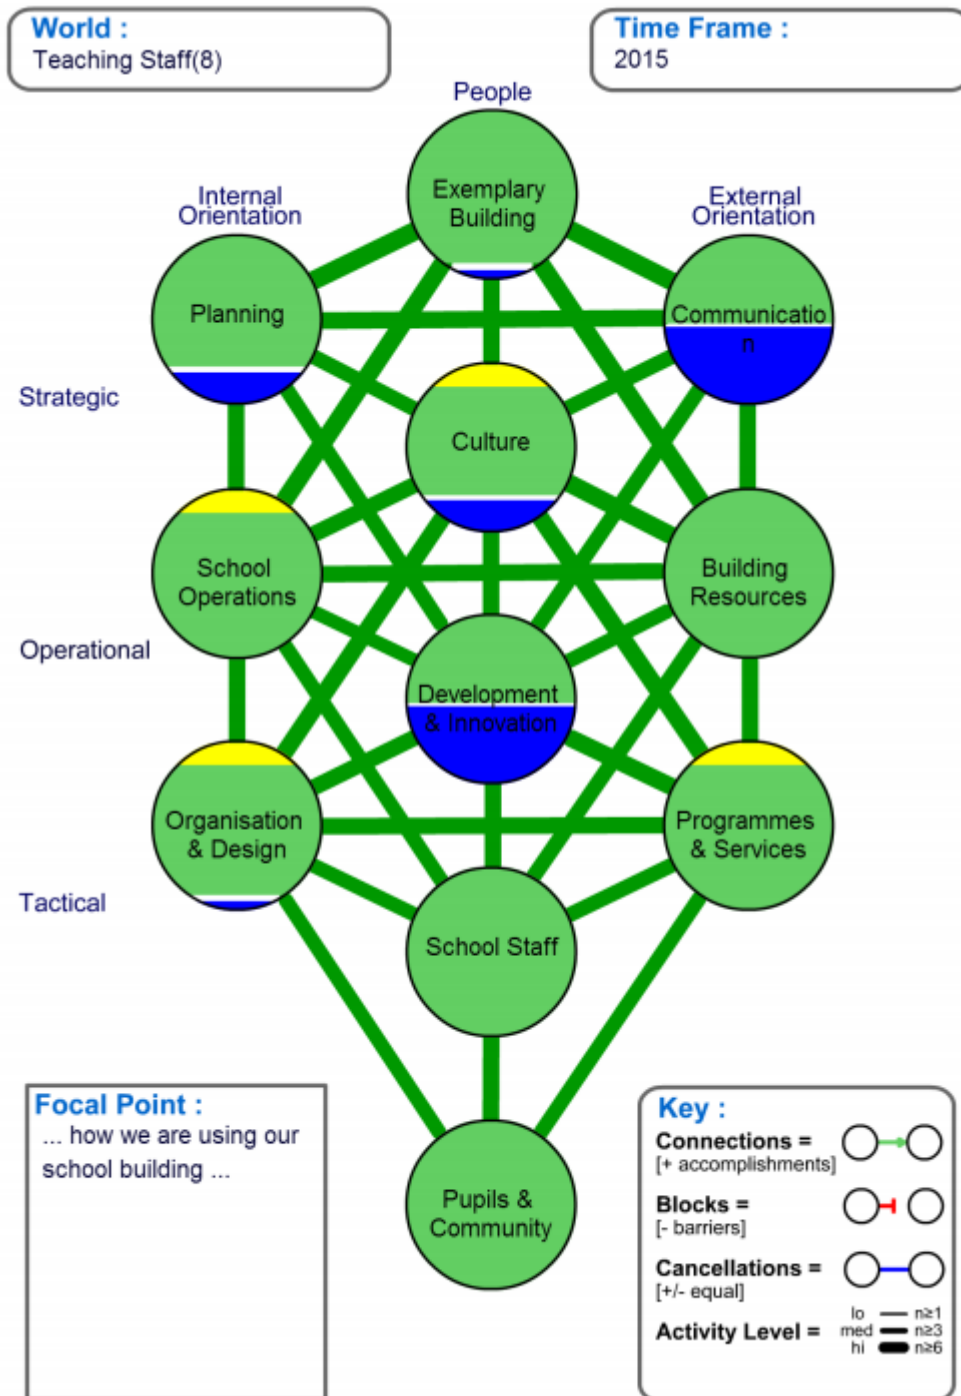 World :
Teaching Staff(8)
Time Frame :
2015
People
Internal
Orientation
External
Orientation
Exemplary
Building
Planning
Communicatio
n
Strategic
Culture
School
Operations
Building
Resources
Operational
Development
& Innovation
Organisation
& Design
Programmes
& Services
Tactical
School Staff
Pupils &
Community
Focal Point :
... how we are using our
school building ...
Key :
Connections =
[+ accomplishments]
Blocks =
[- barriers]
Cancellations =
[+/- equal]
Activity Level =
lo n≥1
med n≥3
hi n≥6